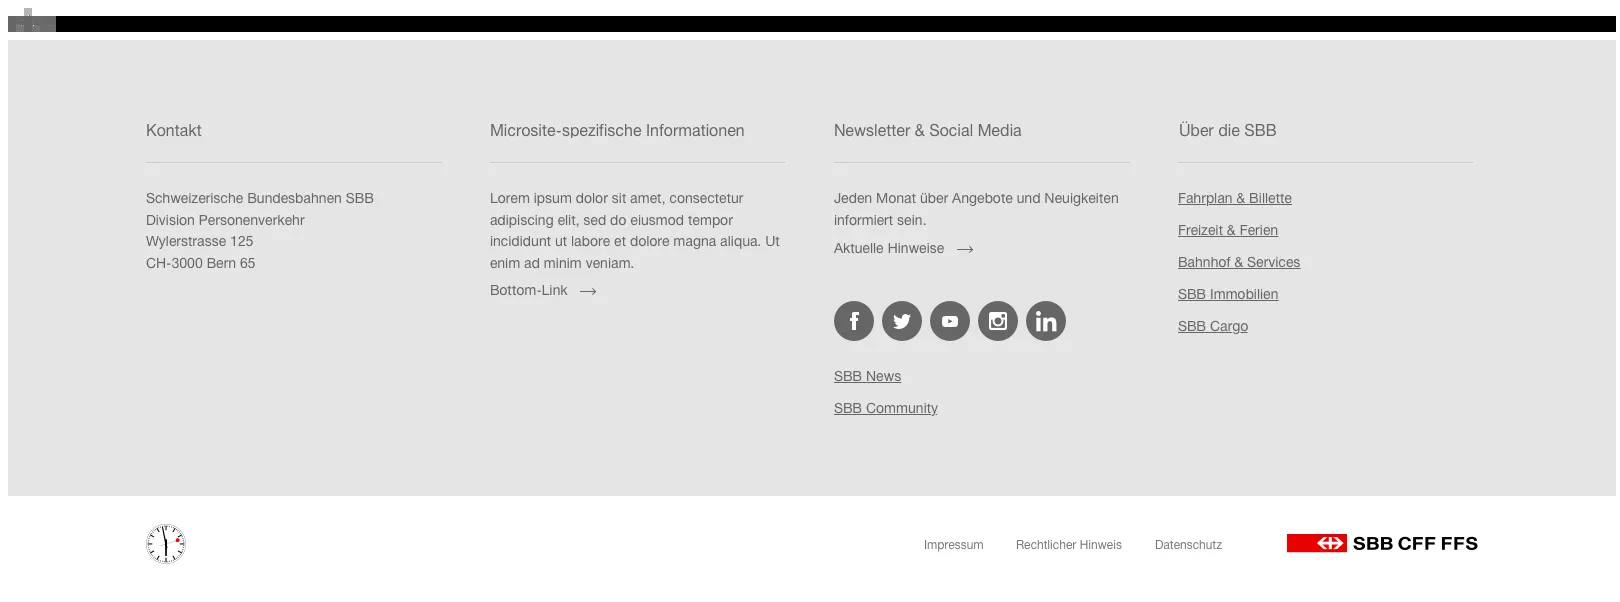 Kontakt
Schweizerische Bundesbahnen SBB
Division Personenverkehr
Wylerstrasse 125
CH-3000 Bern 65
Microsite-spezifische Informationen
Lorem ipsum dolor sit amet, consectetur
adipiscing elit, sed do eiusmod tempor
incididunt ut labore et dolore magna aliqua. Ut
enim ad minim veniam.
Bottom-Link
Newsletter & Social Media
Jeden Monat über Angebote und Neuigkeiten
informiert sein.
Aktuelle Hinweise
SBB News
SBB Community
Über die SBB
Fahrplan & Billette
Freizeit & Ferien
Bahnhof & Services
SBB Immobilien
SBB Cargo
Impressum
Rechtlicher Hinweis
Datenschutz
SBB CFF FFS